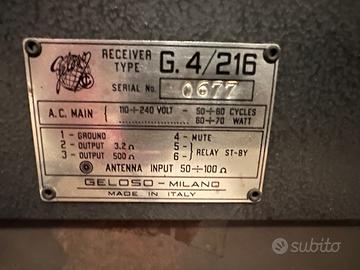 Geloso
RECEIVER TYPE G.4/216
SERIAL No. 0677
A.C. MAIN 110÷240 VOLT - 50÷60 CYCLES
60÷70 WATT
1 - GROUND 4 - MUTE
2 - OUTPUT 3.2 Ω 5 -
3 - OUTPUT 500 Ω 6 - RELAY ST-BY
ANTENNA INPUT 50÷100 Ω
GELOSO - MILANO
MADE IN ITALY
subito